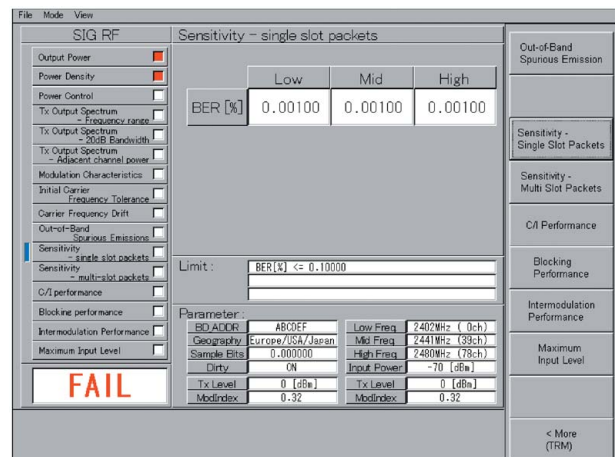 File Mode View
SIG RF
Output Power
Power Density
Power Control
Tx Output Spectrum
- Frequency range
Tx Output Spectrum
- 20dB Bandwidth
Tx Output Spectrum
- Adjacent channel power
Modulation Characteristics
Initial Carrier
Frequency Tolerance
Carrier Frequency Drift
Out-of-Band
Spurious Emissions
Sensitivity
- single slot packets
Sensitivity
- multi-slot packets
C/I performance
Blocking performance
Intermodulation Performance
Maximum Input Level
FAIL
Sensitivity - single slot packets
Low Mid High
BER [%] 0.00100 0.00100 0.00100
Limit : BER[%] <= 0.10000
Parameter :
BD_ADDR ABCDEF Low Freq 2402MHz ( 0ch)
Geography Europe/USA/Japan Mid Freq 2441MHz (39ch)
Sample Bits 0.000000 High Freq 2480MHz (78ch)
Dirty ON Input Power -70 [dBm]
Tx Level 0 [dBm] Tx Level 0 [dBm]
ModIndex 0.32 ModIndex 0.32
Out-of-Band
Spurious Emission
Sensitivity -
Single Slot Packets
Sensitivity -
Multi Slot Packets
C/I Performance
Blocking
Performance
Intermodulation
Performance
Maximum
Input Level
< More
(TRM)